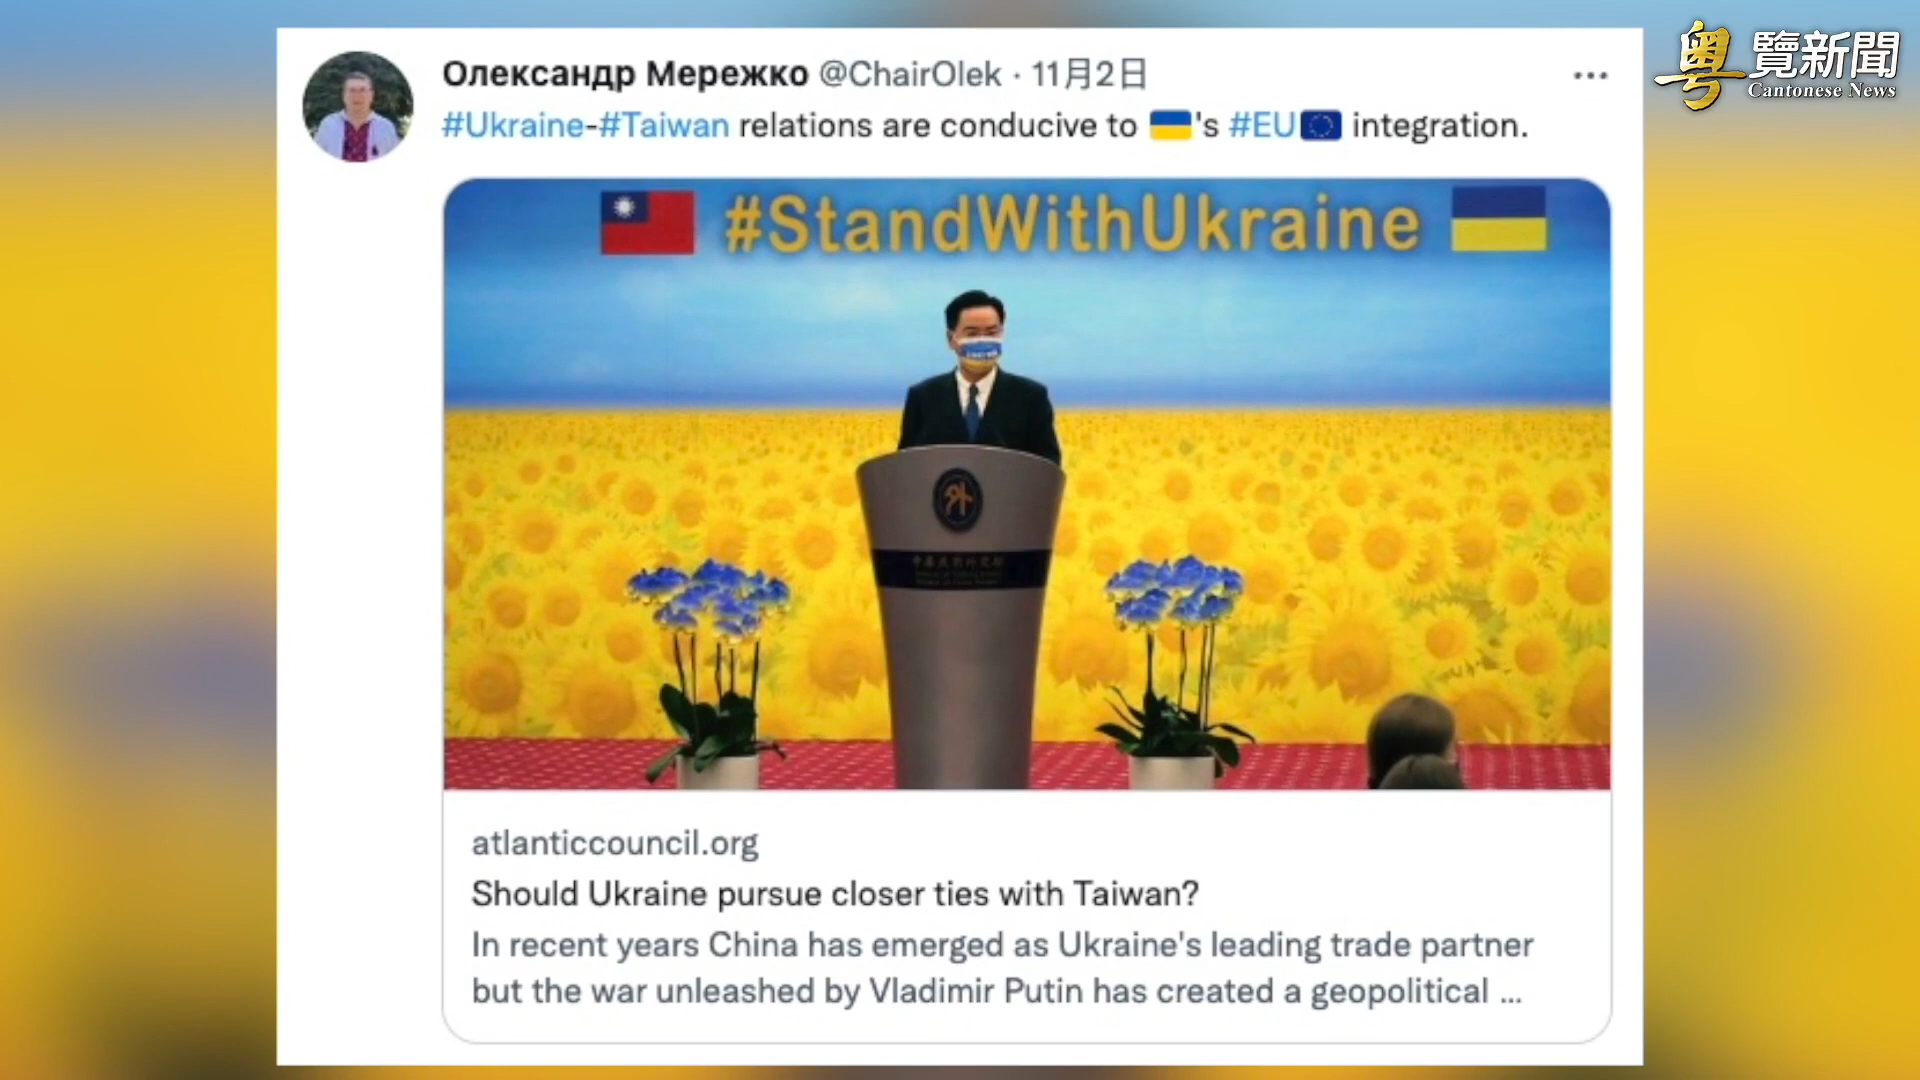 Олександр Мережко @ChairOlek · 11月2日
#Ukraine-#Taiwan relations are conducive to 🇺🇦's #EU🇪🇺 integration.
粤覽新聞
Cantonese News
#StandWithUkraine
外
atlanticcouncil.org
Should Ukraine pursue closer ties with Taiwan?
In recent years China has emerged as Ukraine's leading trade partner
but the war unleashed by Vladimir Putin has created a geopolitical ...